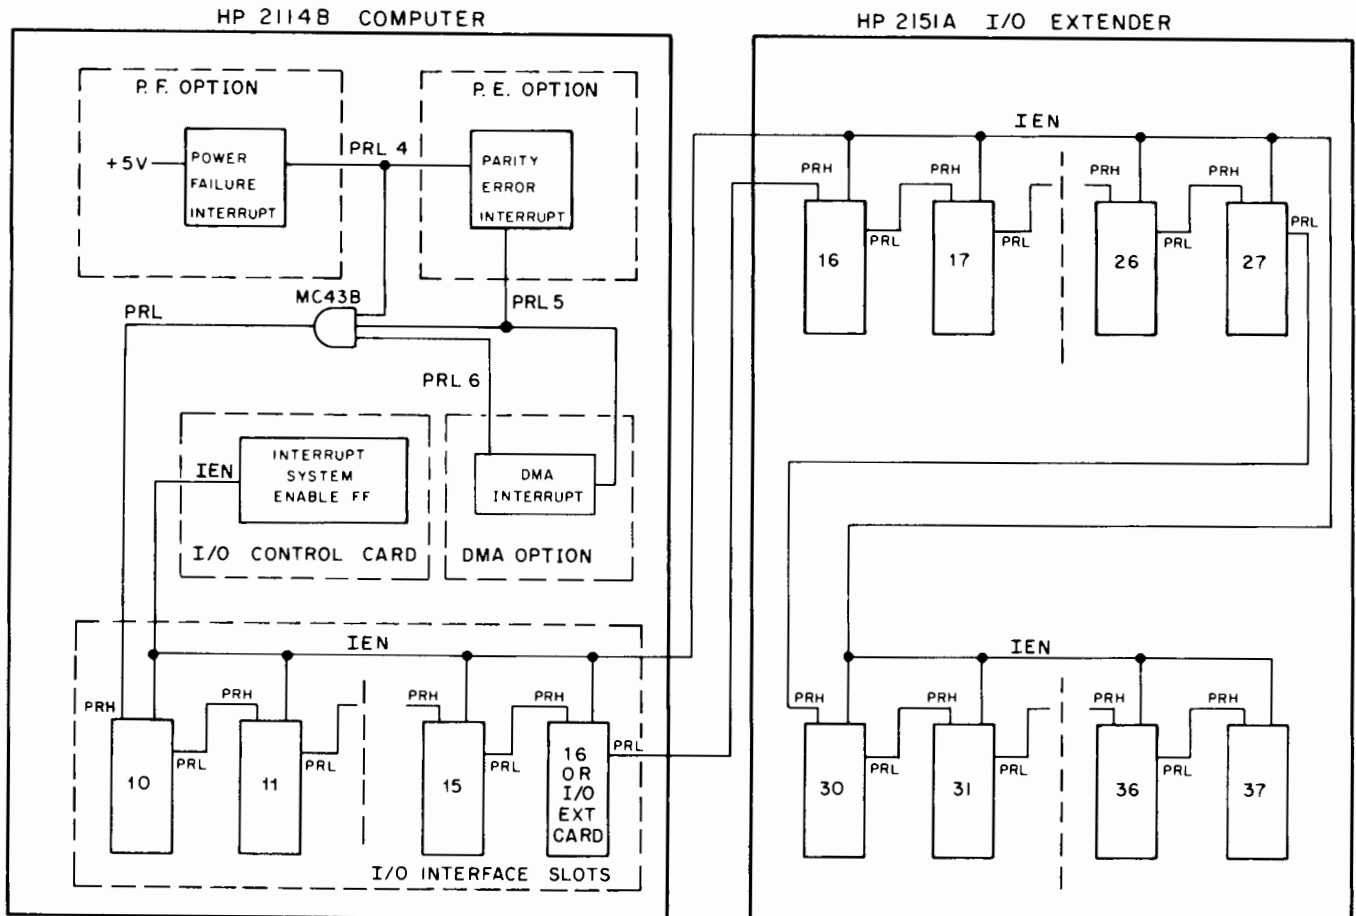 HP 2114B COMPUTER
HP 2151A I/O EXTENDER
P.F. OPTION
P.E. OPTION
+5V
POWER
FAILURE
INTERRUPT
PRL 4
PARITY
ERROR
INTERRUPT
MC43B
PRL
PRL 5
PRL 6
IEN
INTERRUPT
SYSTEM
ENABLE FF
I/O CONTROL CARD
DMA
INTERRUPT
DMA OPTION
IEN
PRH
10
PRL
PRH
11
PRL
15
PRL
PRH
16
OR
I/O
EXT
CARD
PRL
I/O INTERFACE SLOTS
IEN
PRH
16
PRL
PRH
17
PRL
PRH
26
PRL
PRH
27
PRL
IEN
PRH
30
PRL
PRH
31
PRL
PRH
36
PRL
PRH
37
PRH